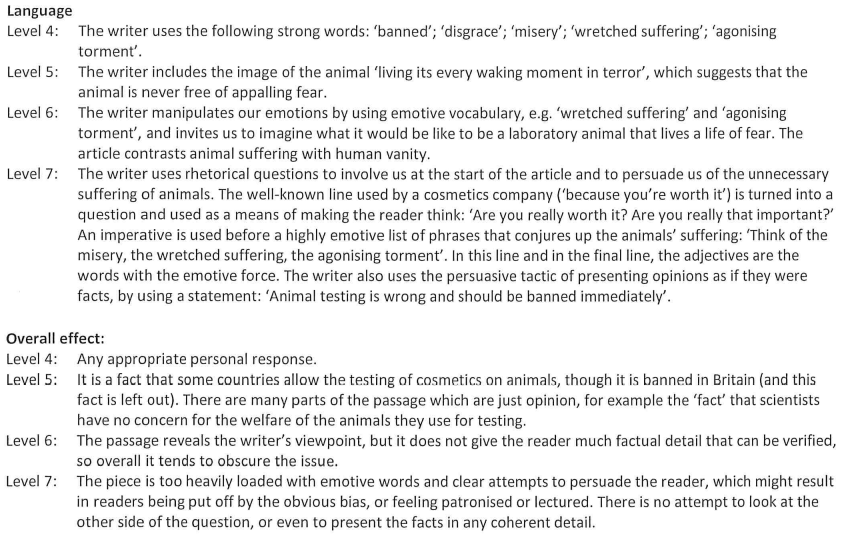 Language
Level 4: The writer uses the following strong words: ‘banned’; ‘disgrace’; ‘misery’; ‘wretched suffering’; ‘agonising
torment’.
Level 5: The writer includes the image of the animal ‘living its every waking moment in terror’, which suggests that the
animal is never free of appalling fear.
Level 6: The writer manipulates our emotions by using emotive vocabulary, e.g. ‘wretched suffering’ and ‘agonising
torment’, and invites us to imagine what it would be like to be a laboratory animal that lives a life of fear. The
article contrasts animal suffering with human vanity.
Level 7: The writer uses rhetorical questions to involve us at the start of the article and to persuade us of the unnecessary
suffering of animals. The well-known line used by a cosmetics company (‘because you’re worth it’) is turned into a
question and used as a means of making the reader think: ‘Are you really worth it? Are you really that important?’
An imperative is used before a highly emotive list of phrases that conjures up the animals’ suffering: ‘Think of the
misery, the wretched suffering, the agonising torment’. In this line and in the final line, the adjectives are the
words with the emotive force. The writer also uses the persuasive tactic of presenting opinions as if they were
facts, by using a statement: ‘Animal testing is wrong and should be banned immediately’.
Overall effect:
Level 4: Any appropriate personal response.
Level 5: It is a fact that some countries allow the testing of cosmetics on animals, though it is banned in Britain (and this
fact is left out). There are many parts of the passage which are just opinion, for example the ‘fact’ that scientists
have no concern for the welfare of the animals they use for testing.
Level 6: The passage reveals the writer’s viewpoint, but it does not give the reader much factual detail that can be verified,
so overall it tends to obscure the issue.
Level 7: The piece is too heavily loaded with emotive words and clear attempts to persuade the reader, which might result
in readers being put off by the obvious bias, or feeling patronised or lectured. There is no attempt to look at the
other side of the question, or even to present the facts in any coherent detail.